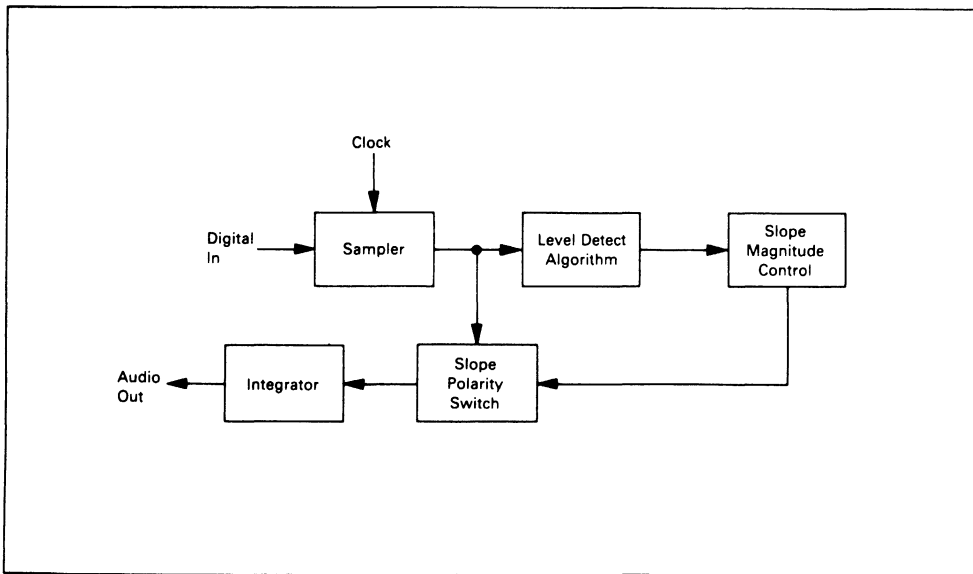 Clock
Digital
In
Sampler
Level Detect
Algorithm
Slope
Magnitude
Control
Audio
Out
Integrator
Slope
Polarity
Switch